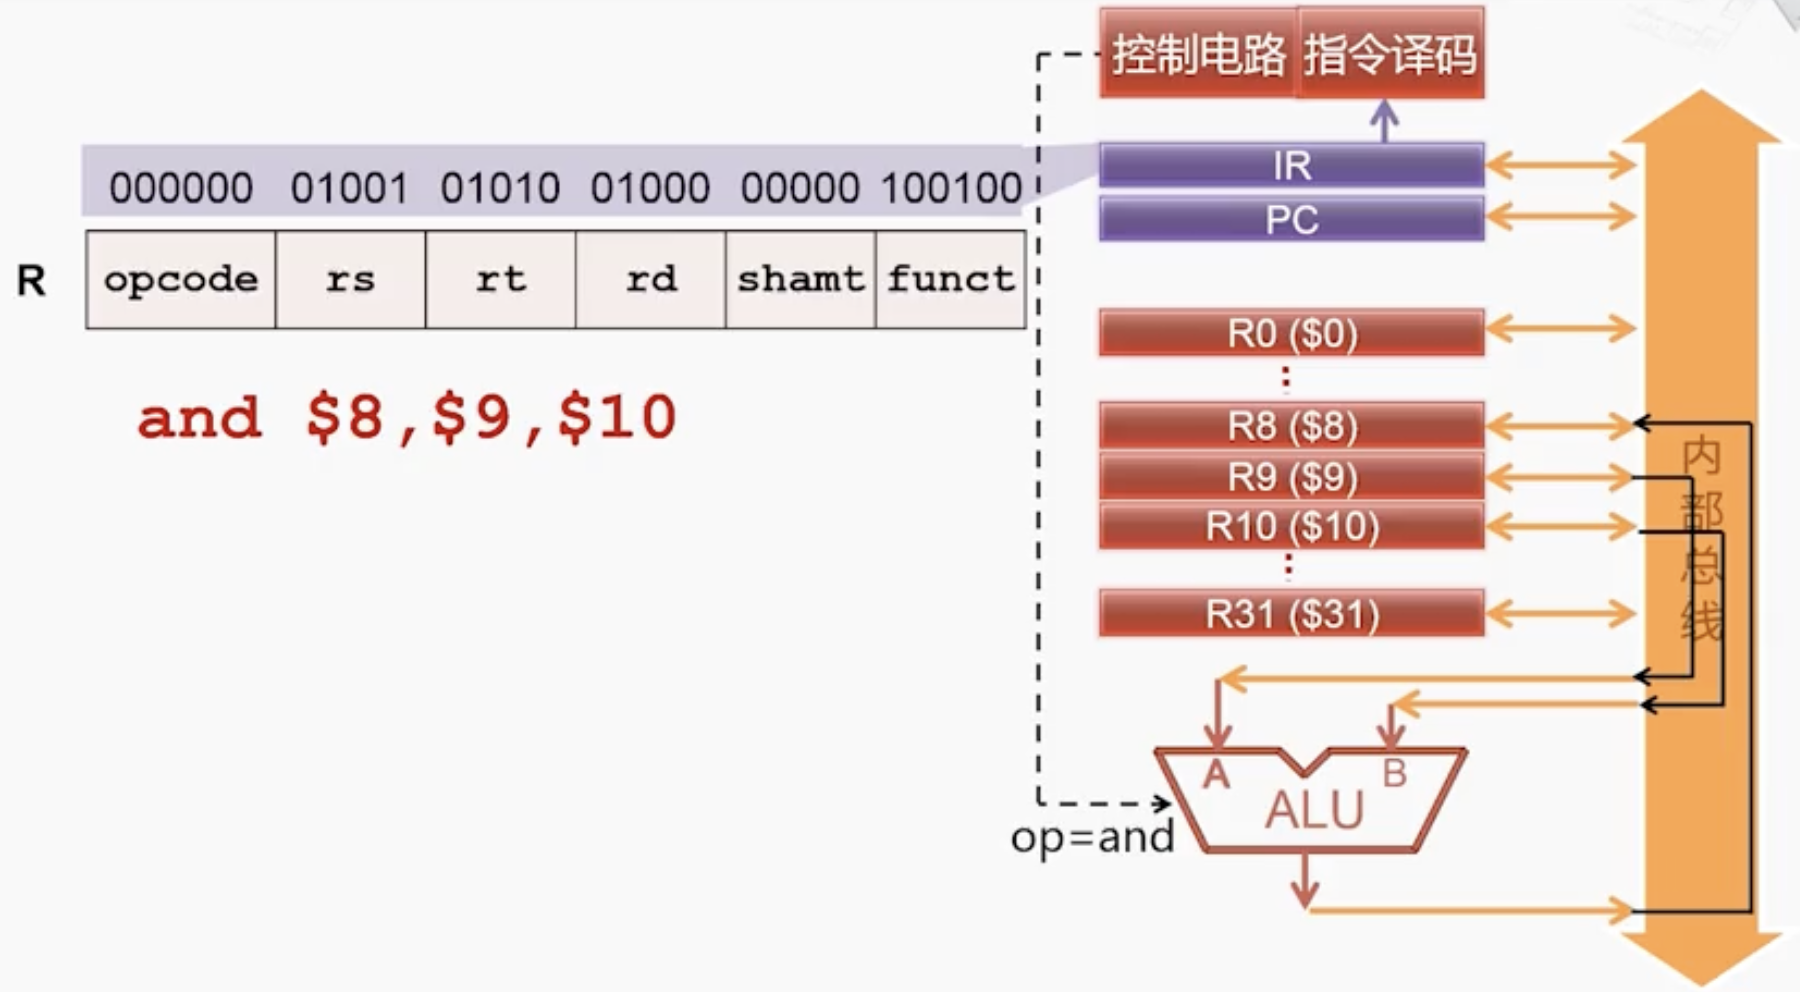 控制电路 指令译码
000000 01001 01010 01000 00000 100100
IR
PC
R opcode rs rt rd shamt funct
R0 ($0)
and $8,$9,$10
R8 ($8)
R9 ($9)
R10 ($10)
R31 ($31)
内部总线
A B
ALU
op=and